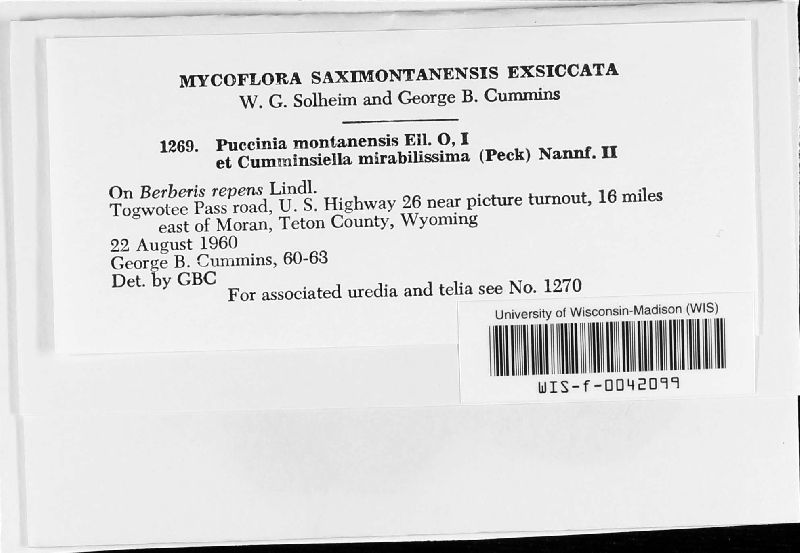 MYCOFLORA SAXIMONTANENSIS EXSICCATA
W. G. Solheim and George B. Cummins
1269. Puccinia montanensis Ell. O, I
et Cumminsiella mirabilissima (Peck) Nannf. II
On Berberis repens Lindl.
Togwotee Pass road, U. S. Highway 26 near picture turnout, 16 miles
east of Moran, Teton County, Wyoming
22 August 1960
George B. Cummins, 60-63
Det. by GBC
For associated uredia and telia see No. 1270
University of Wisconsin-Madison (WIS)
WIS-f-0042099